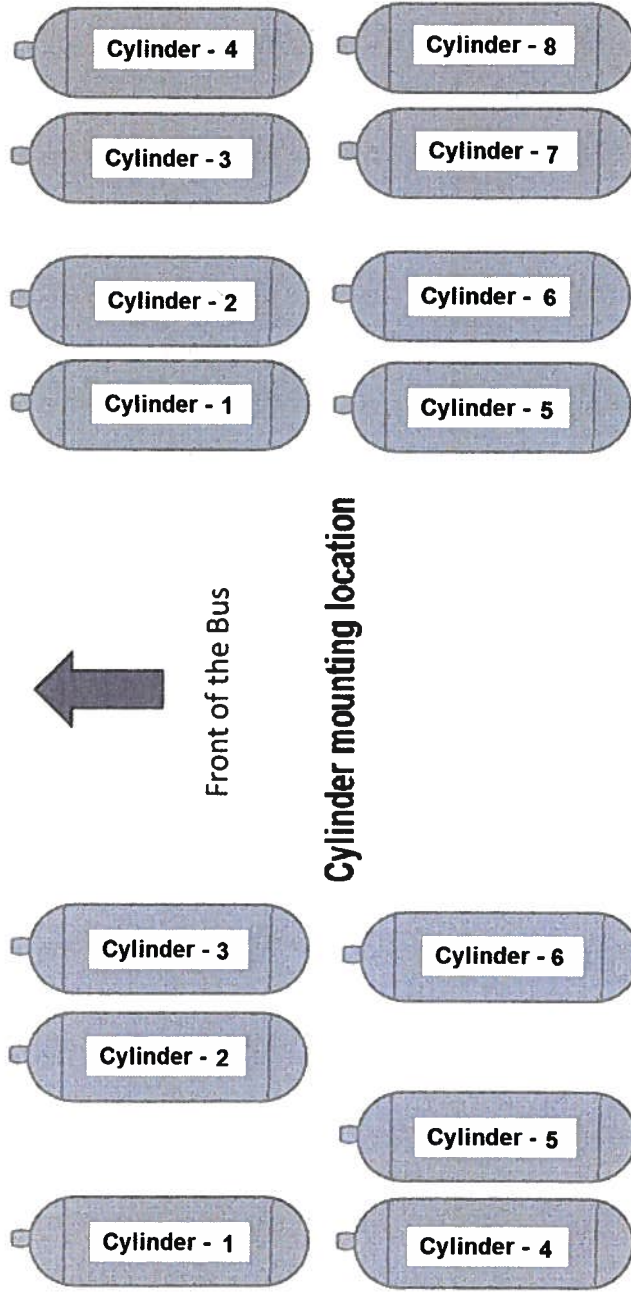 Cylinder - 4
Cylinder - 8
Cylinder - 3
Cylinder - 7
Cylinder - 2
Cylinder - 6
Cylinder - 1
Cylinder - 5
Front of the Bus
Cylinder mounting location
Cylinder - 3
Cylinder - 6
Cylinder - 2
Cylinder - 5
Cylinder - 1
Cylinder - 4